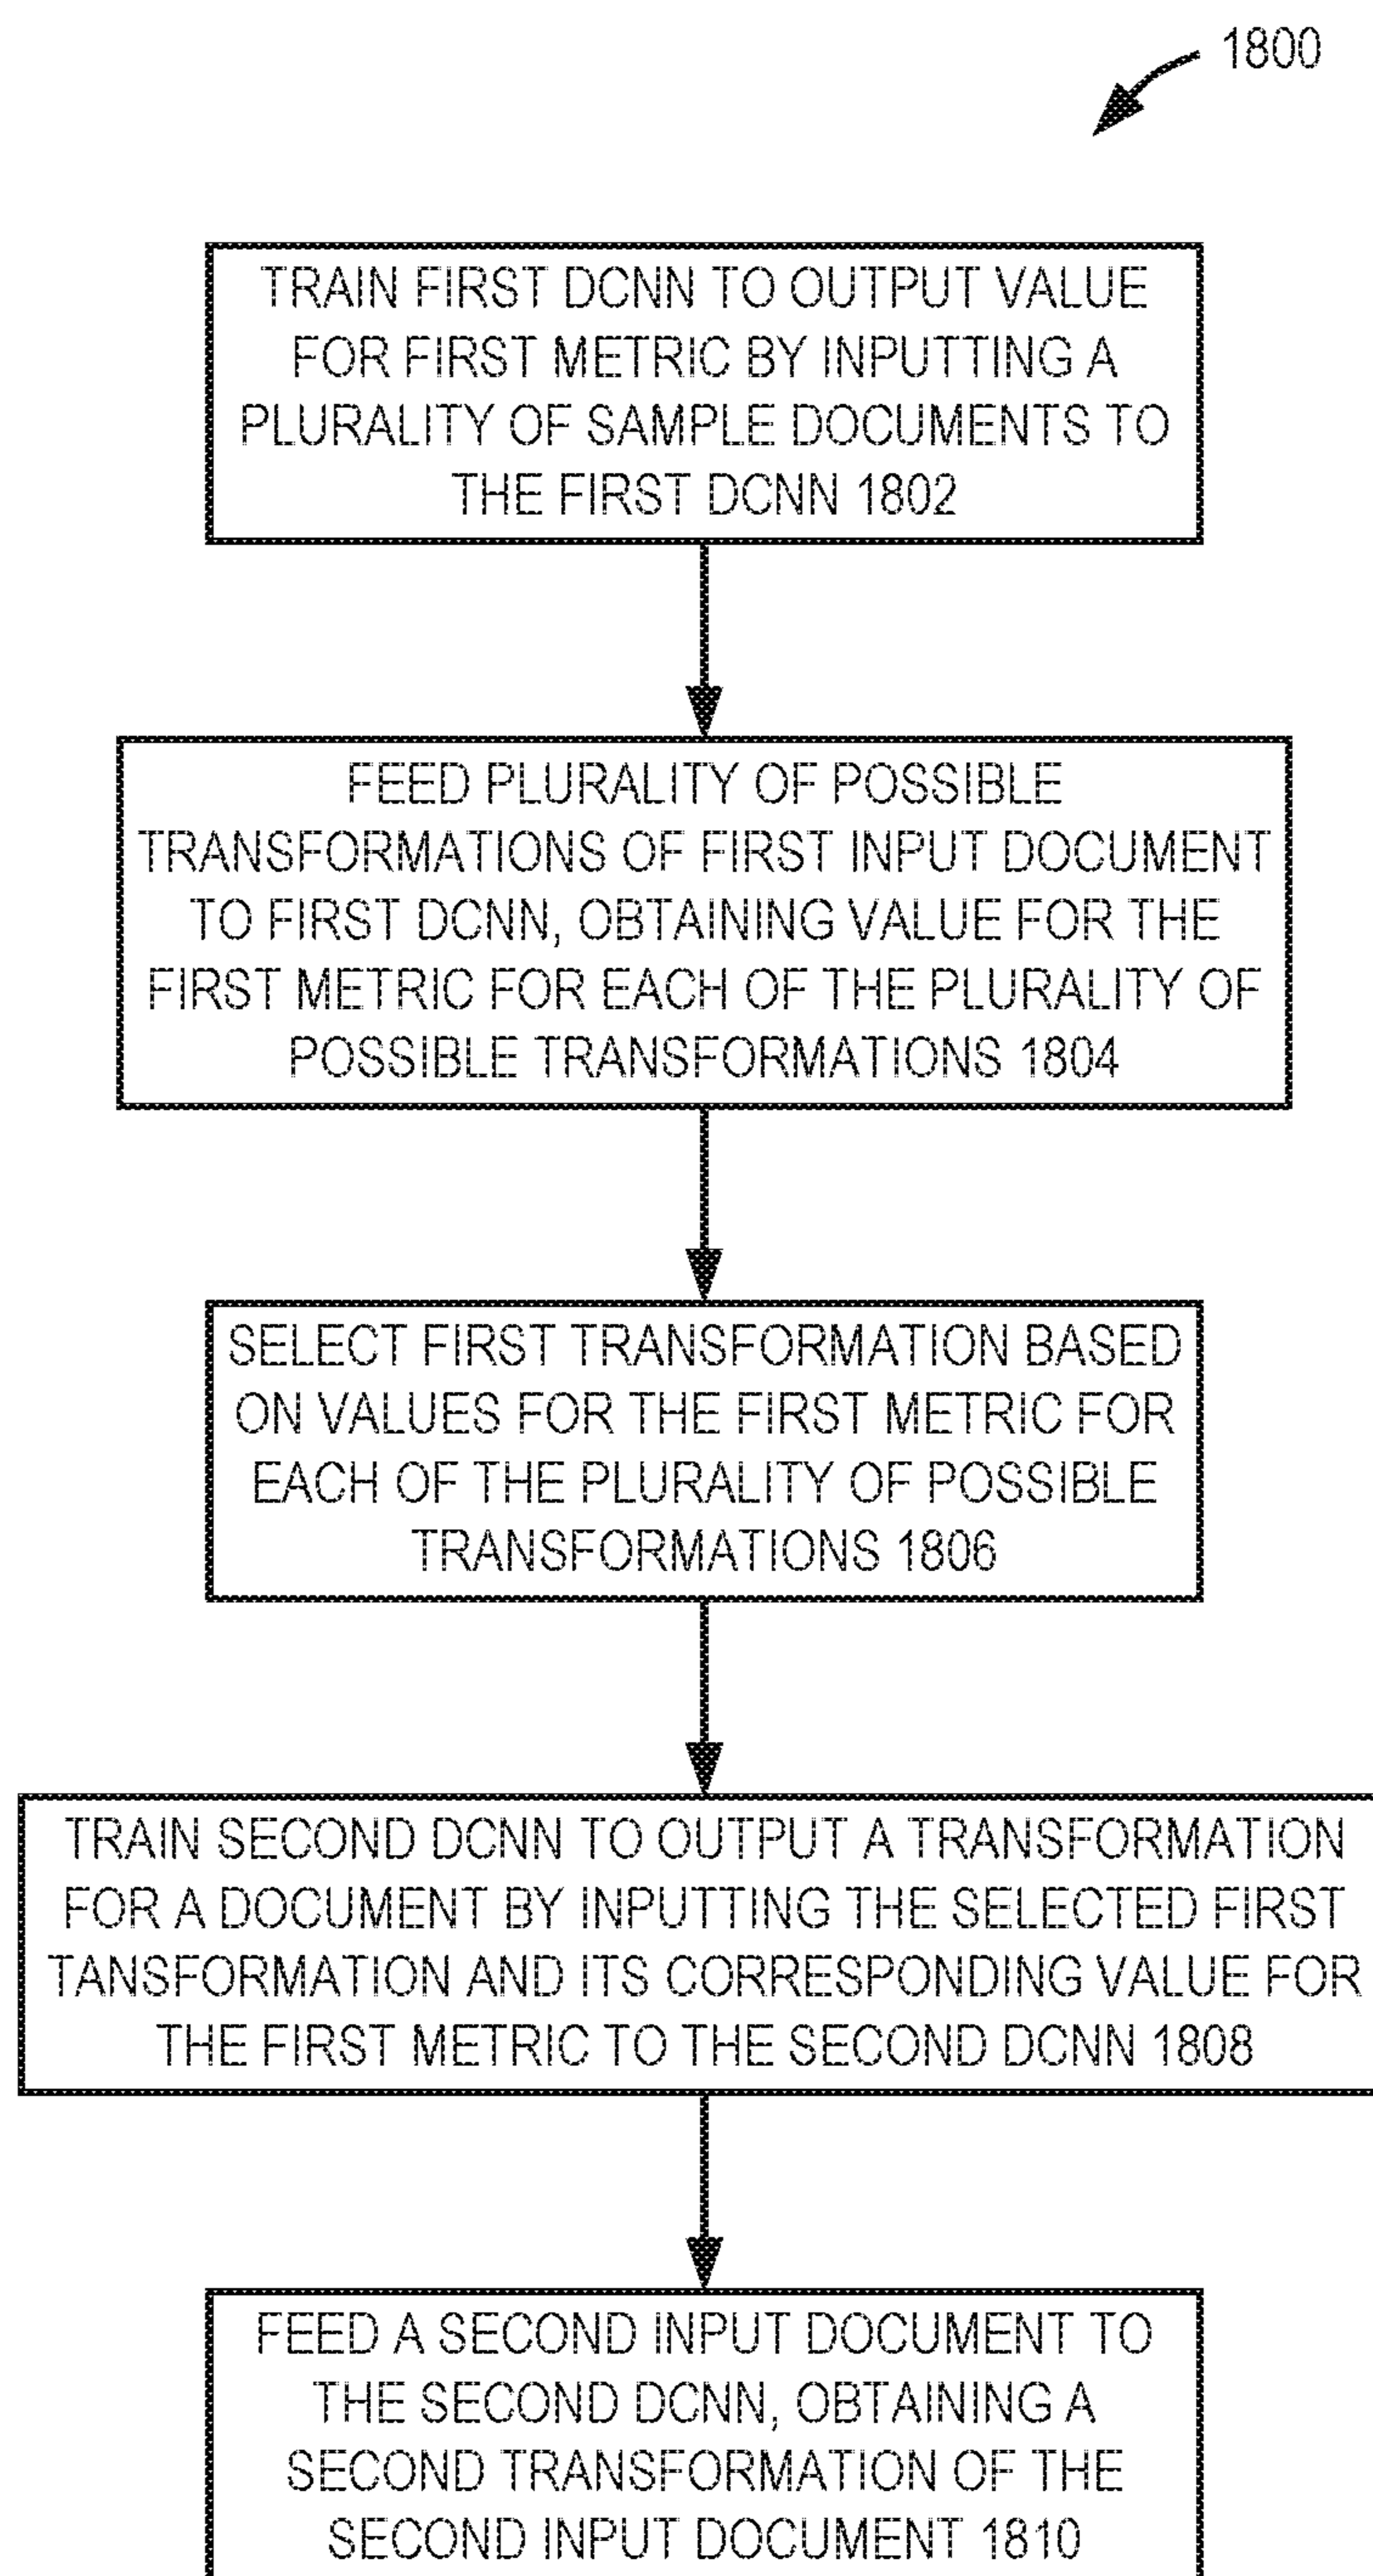 1800
TRAIN FIRST DCNN TO OUTPUT VALUE
FOR FIRST METRIC BY INPUTTING A
PLURALITY OF SAMPLE DOCUMENTS TO
THE FIRST DCNN 1802
FEED PLURALITY OF POSSIBLE
TRANSFORMATIONS OF FIRST INPUT DOCUMENT
TO FIRST DCNN, OBTAINING VALUE FOR THE
FIRST METRIC FOR EACH OF THE PLURALITY OF
POSSIBLE TRANSFORMATIONS 1804
SELECT FIRST TRANSFORMATION BASED
ON VALUES FOR THE FIRST METRIC FOR
EACH OF THE PLURALITY OF POSSIBLE
TRANSFORMATIONS 1806
TRAIN SECOND DCNN TO OUTPUT A TRANSFORMATION
FOR A DOCUMENT BY INPUTTING THE SELECTED FIRST
TANSFORMATION AND ITS CORRESPONDING VALUE FOR
THE FIRST METRIC TO THE SECOND DCNN 1808
FEED A SECOND INPUT DOCUMENT TO
THE SECOND DCNN, OBTAINING A
SECOND TRANSFORMATION OF THE
SECOND INPUT DOCUMENT 1810